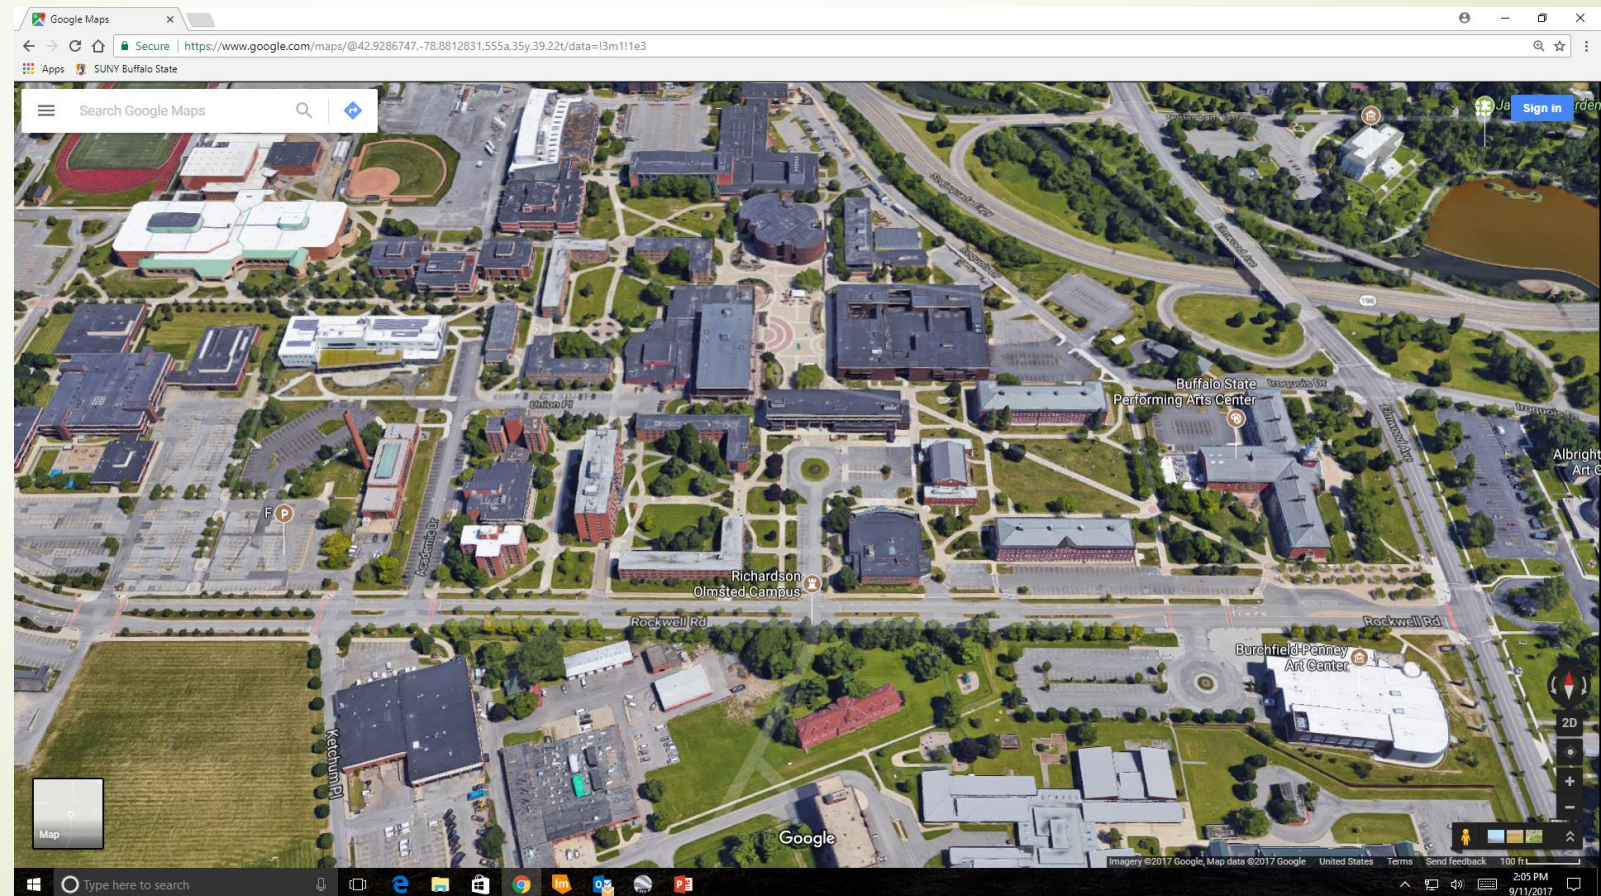 Google Maps
Secure https://www.google.com/maps/@42.9286747,-78.8812831,555a,35y,39.22t/data=!3m1!1e3
Apps SUNY Buffalo State
Search Google Maps
Sign in
Elmwood Ave
198
Iroquois Dr
Buffalo State
Performing Arts Center
Iroquois Dr
Union Pl
Elmwood Ave
Albright
Art G
F P
Academic Dr
Richardson
Olmsted Campus
Rockwell Rd
Rockwell Rd
Burchfield-Penney
Art Center
Ketchum Pl
2D
Map
Google
Imagery ©2017 Google, Map data ©2017 Google United States Terms Send feedback 100 ft
Type here to search
2:05 PM
9/11/2017